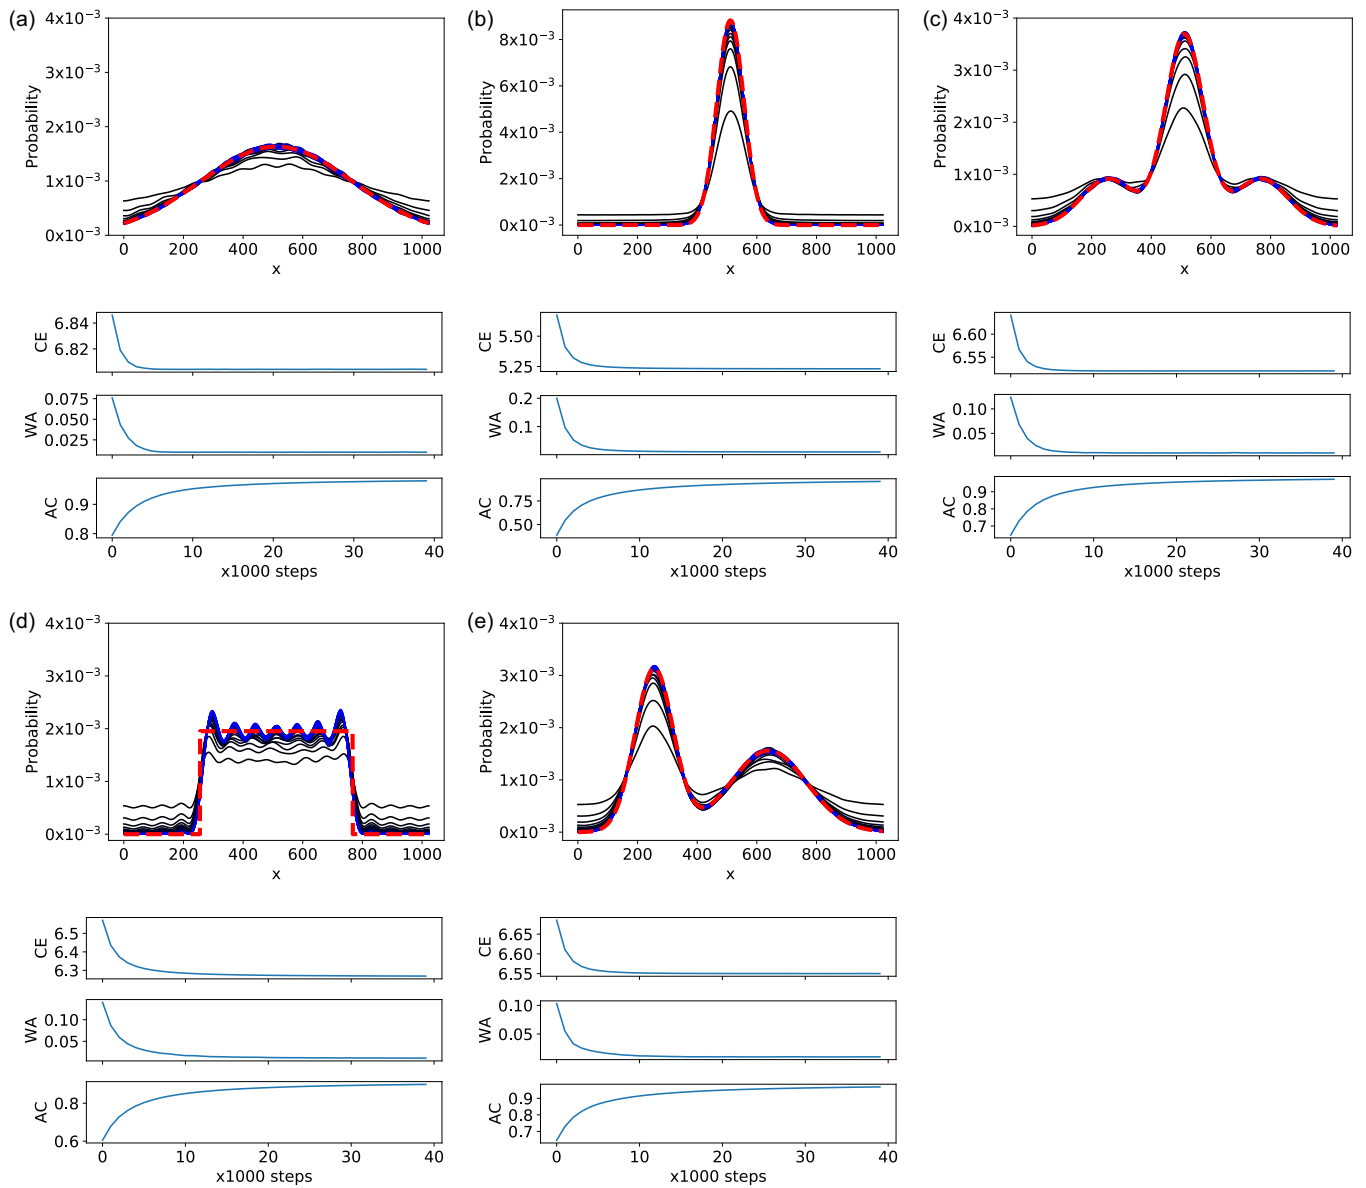 (a)
4x10⁻³
3x10⁻³
2x10⁻³
1x10⁻³
0x10⁻³
Probability
0 200 400 600 800 1000
x
6.84
6.82
CE
0.075
0.025
WA
0.9
0.8
AC
0 10 20 30 40
x1000 steps
(b)
8x10⁻³
6x10⁻³
4x10⁻³
2x10⁻³
0x10⁻³
Probability
0 200 400 600 800 1000
x
5.50
5.25
CE
0.2
0.1
WA
0.75
0.50
AC
0 10 20 30 40
x1000 steps
(c)
4x10⁻³
3x10⁻³
2x10⁻³
1x10⁻³
0x10⁻³
Probability
0 200 400 600 800 1000
x
6.60
6.55
CE
0.10
0.05
WA
0.9
0.8
0.7
AC
0 10 20 30 40
x1000 steps
(d)
4x10⁻³
3x10⁻³
2x10⁻³
1x10⁻³
0x10⁻³
Probability
0 200 400 600 800 1000
x
6.5
6.4
6.3
CE
0.10
0.05
WA
0.8
0.6
AC
0 10 20 30 40
x1000 steps
(e)
4x10⁻³
3x10⁻³
2x10⁻³
1x10⁻³
0x10⁻³
Probability
0 200 400 600 800 1000
x
6.65
6.60
6.55
CE
0.10
0.05
WA
0.9
0.8
0.7
AC
0 10 20 30 40
x1000 steps